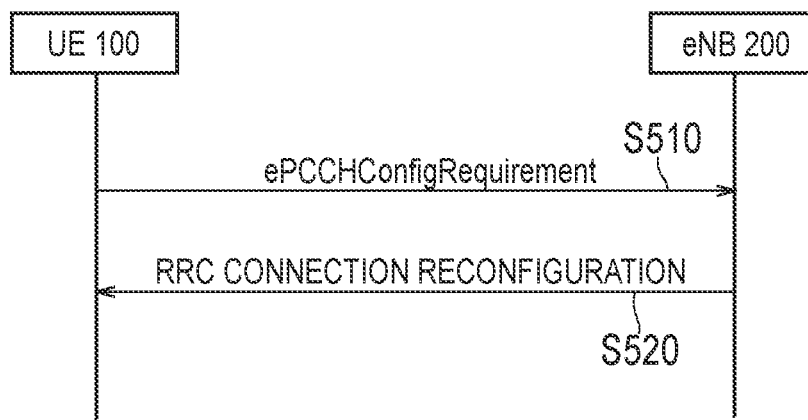 UE 100
eNB 200
S510
ePCCHConfigRequirement
RRC CONNECTION RECONFIGURATION
S520